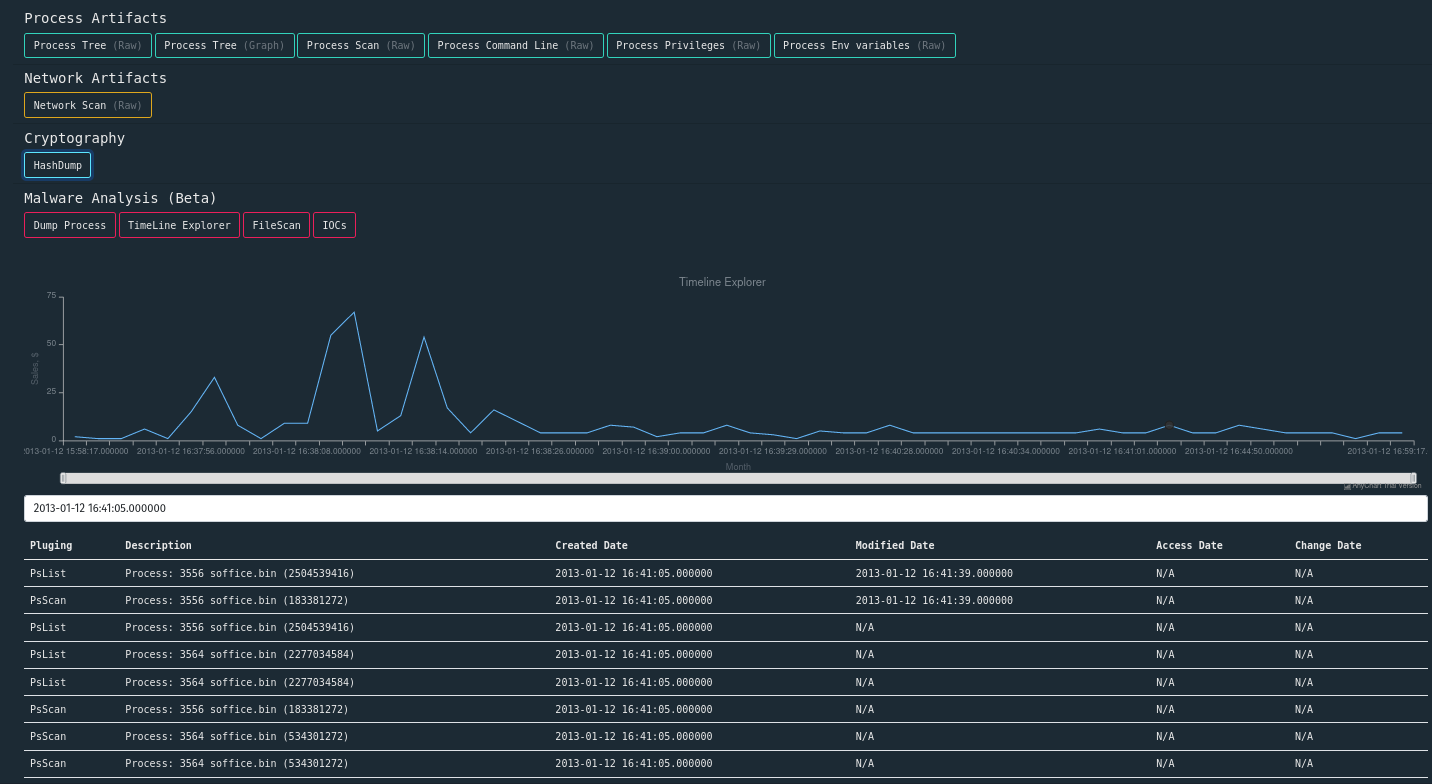 Process Artifacts
Process Tree (Raw) Process Tree (Graph) Process Scan (Raw) Process Command Line (Raw) Process Privileges (Raw) Process Env variables (Raw)
Network Artifacts
Network Scan (Raw)
Cryptography
HashDump
Malware Analysis (Beta)
Dump Process TimeLine Explorer FileScan IOCs
Timeline Explorer
75
50
25
0
Sales, $
2013-01-12 15:58:17.000000 2013-01-12 16:37:56.000000 2013-01-12 16:38:08.000000 2013-01-12 16:38:14.000000 2013-01-12 16:38:26.000000 2013-01-12 16:39:00.000000 2013-01-12 16:39:29.000000 2013-01-12 16:40:28.000000 2013-01-12 16:40:34.000000 2013-01-12 16:41:01.000000 2013-01-12 16:44:50.000000 2013-01-12 16:59:17.
Month
AnyChart Trial Version
2013-01-12 16:41:05.000000
Pluging Description Created Date Modified Date Access Date Change Date
PsList Process: 3556 soffice.bin (2504539416) 2013-01-12 16:41:05.000000 2013-01-12 16:41:39.000000 N/A N/A
PsScan Process: 3556 soffice.bin (183381272) 2013-01-12 16:41:05.000000 2013-01-12 16:41:39.000000 N/A N/A
PsList Process: 3556 soffice.bin (2504539416) 2013-01-12 16:41:05.000000 N/A N/A N/A
PsList Process: 3564 soffice.bin (2277034584) 2013-01-12 16:41:05.000000 N/A N/A N/A
PsList Process: 3564 soffice.bin (2277034584) 2013-01-12 16:41:05.000000 N/A N/A N/A
PsScan Process: 3556 soffice.bin (183381272) 2013-01-12 16:41:05.000000 N/A N/A N/A
PsScan Process: 3564 soffice.bin (534301272) 2013-01-12 16:41:05.000000 N/A N/A N/A
PsScan Process: 3564 soffice.bin (534301272) 2013-01-12 16:41:05.000000 N/A N/A N/A